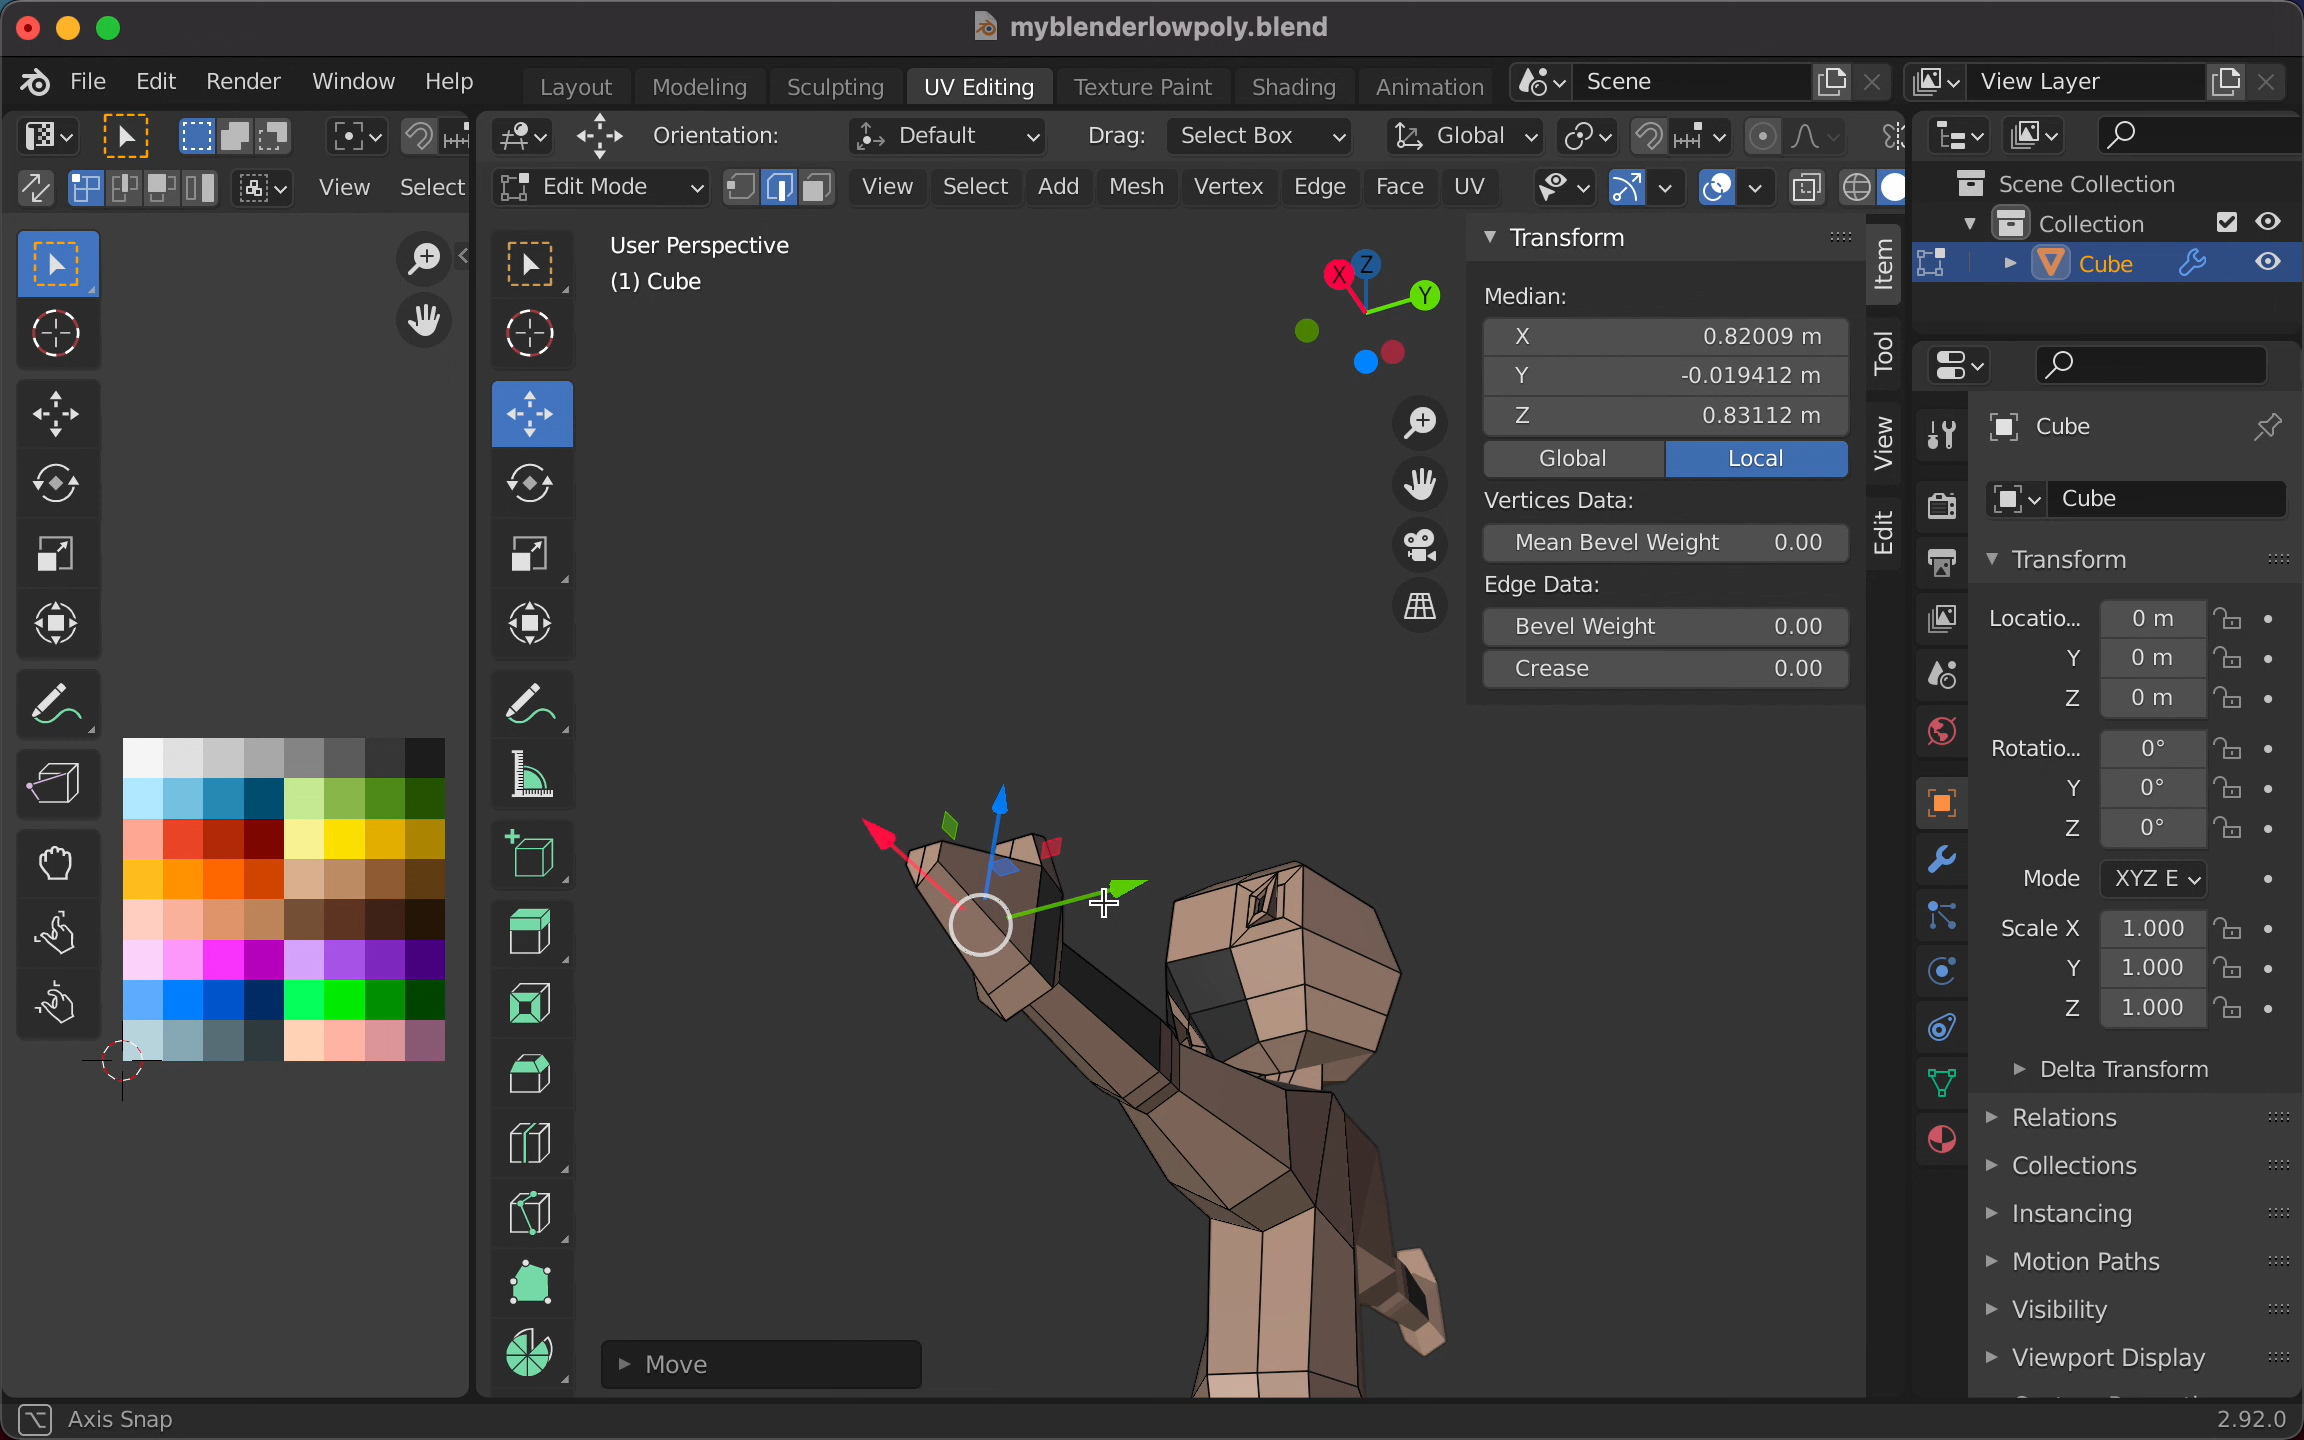 myblenderlowpoly.blend
File Edit Render Window Help Layout Modeling Sculpting UV Editing Texture Paint Shading Animation Scene View Layer
Orientation: Default Drag: Select Box Global
View Select Edit Mode View Select Add Mesh Vertex Edge Face UV
User Perspective
(1) Cube
X
Y
Z
Transform
Median:
X 0.82009 m
Y -0.019412 m
Z 0.83112 m
Global Local
Vertices Data:
Mean Bevel Weight 0.00
Edge Data:
Bevel Weight 0.00
Crease 0.00
Item
Tool
View
Edit
Scene Collection
Collection
Cube
Cube
Cube
Transform
Locatio... 0 m
Y 0 m
Z 0 m
Rotatio... 0°
Y 0°
Z 0°
Mode XYZ E
Scale X 1.000
Y 1.000
Z 1.000
Delta Transform
Relations
Collections
Instancing
Motion Paths
Visibility
Viewport Display
Move
Axis Snap
2.92.0